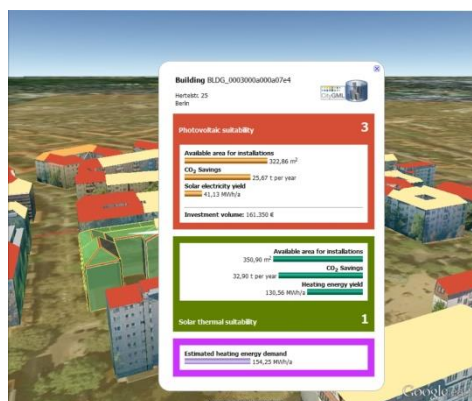 Building BLDG_0003000a000a07e4
Hertelstr. 25
Berlin
CityGML
Photovoltaic suitability 3
Available area for installations
322,86 m²
CO₂ Savings
25,67 t per year
Solar electricity yield
41,13 MWh/a
Investment volume: 161.350 €
Available area for installations
350,90 m²
CO₂ Savings
32,90 t per year
Heating energy yield
130,56 MWh/a
Solar thermal suitability 1
Estimated heating energy demand
154,25 MWh/a
Google